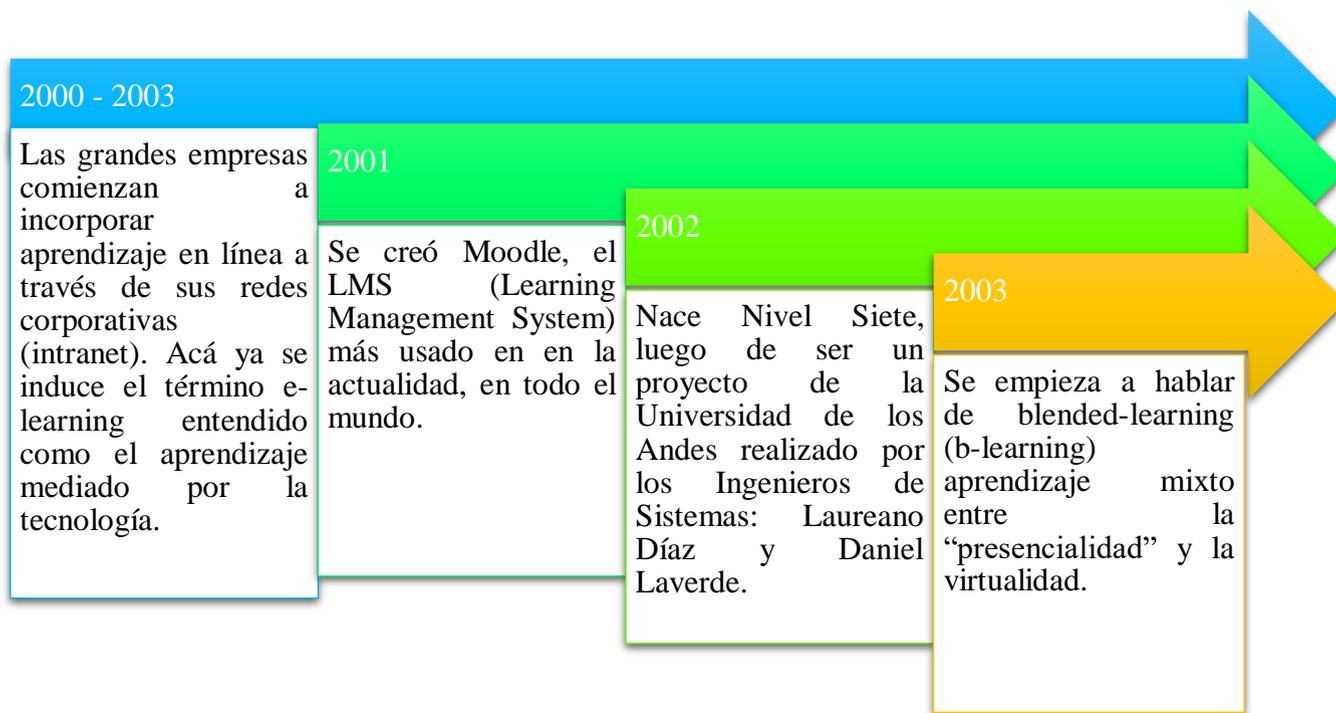 2000 - 2003
Las grandes empresas
comienzan a
incorporar
aprendizaje en línea a
través de sus redes
corporativas
(intranet). Acá ya se
induce el término e-
learning entendido
como el aprendizaje
mediado por la
tecnología.
2001
Se creó Moodle, el
LMS (Learning
Management System)
más usado en en la
actualidad, en todo el
mundo.
2002
Nace Nivel Siete,
luego de ser un
proyecto de la
Universidad de los
Andes realizado por
los Ingenieros de
Sistemas: Laureano
Díaz y Daniel
Laverde.
2003
Se empieza a hablar
de blended-learning
(b-learning)
aprendizaje mixto
entre la
“presencialidad” y la
virtualidad.